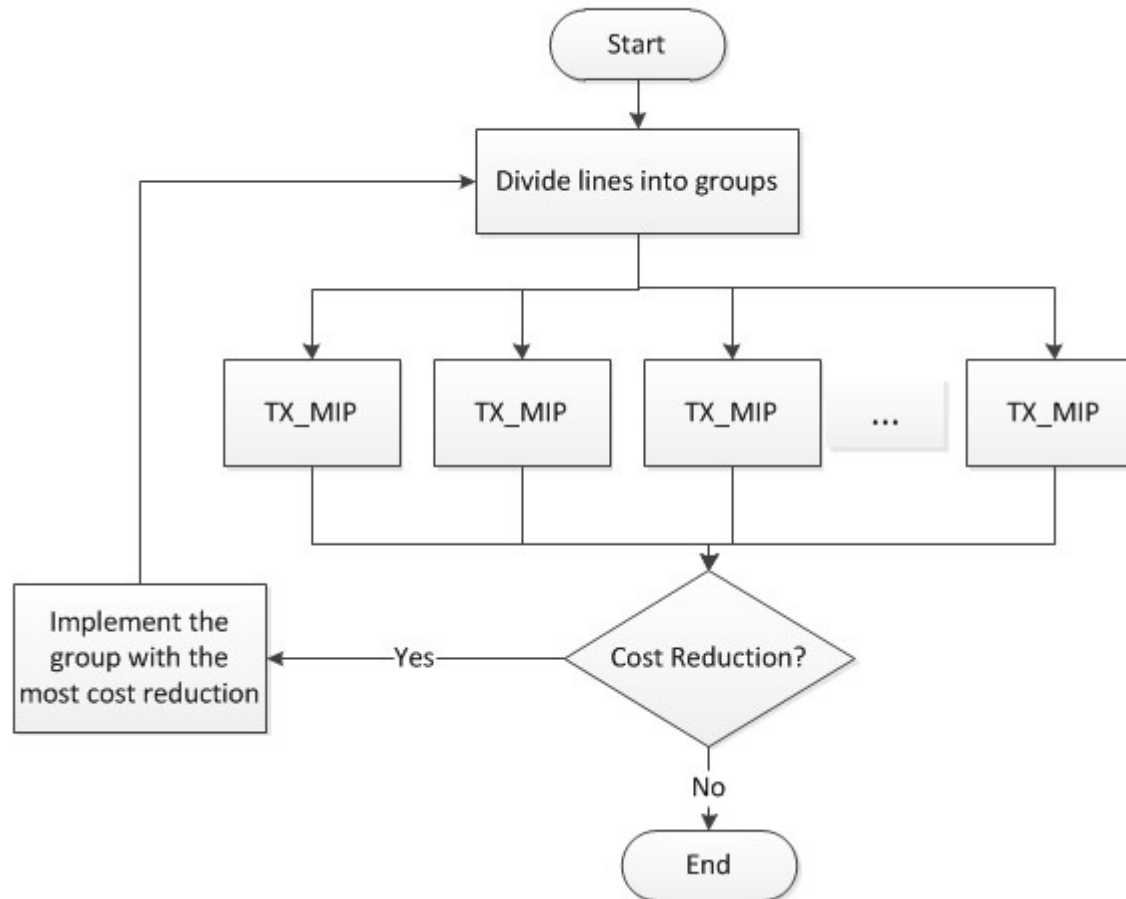 Start
Divide lines into groups
TX_MIP
TX_MIP
TX_MIP
...
TX_MIP
Implement the
group with the
most cost reduction
Yes
Cost Reduction?
No
End